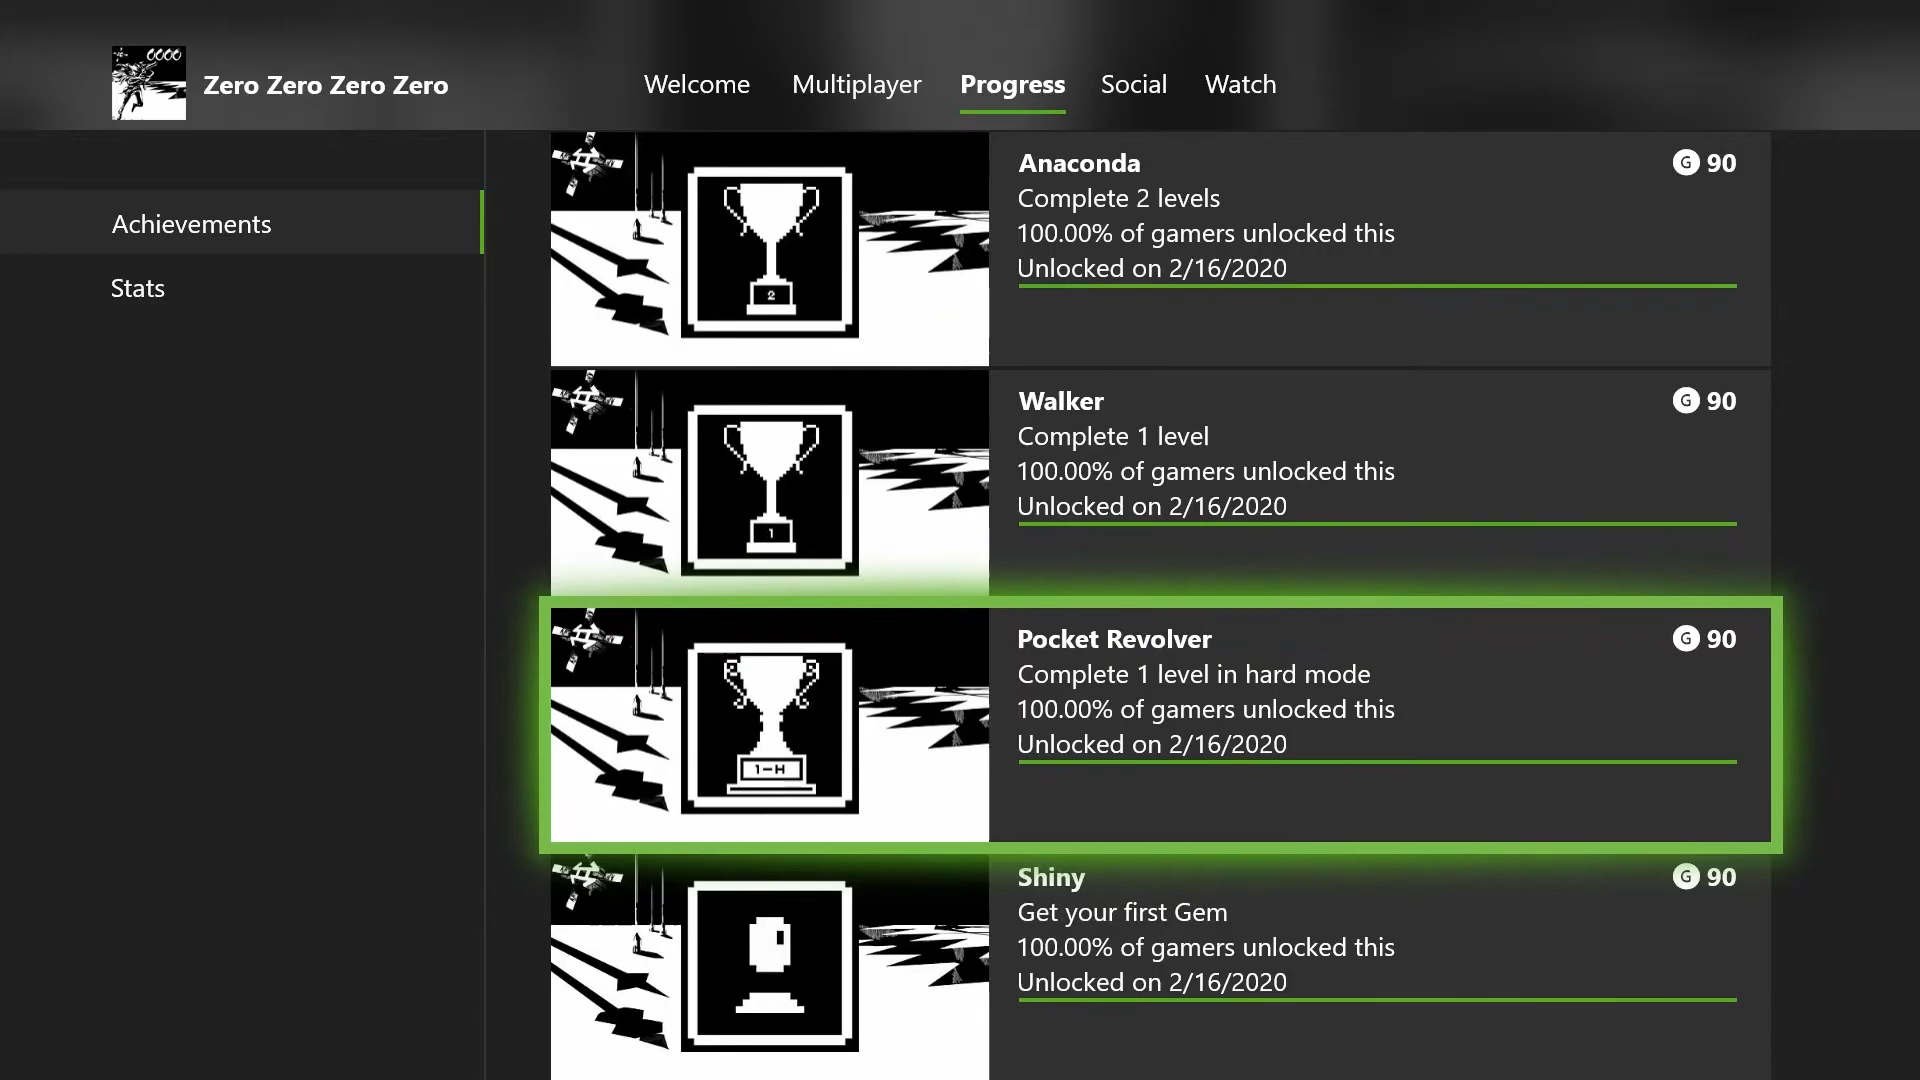 Zero Zero Zero Zero
Welcome
Multiplayer
Progress
Social
Watch
Achievements
Stats
2
Anaconda
G 90
Complete 2 levels
100.00% of gamers unlocked this
Unlocked on 2/16/2020
1
Walker
G 90
Complete 1 level
100.00% of gamers unlocked this
Unlocked on 2/16/2020
1-H
Pocket Revolver
G 90
Complete 1 level in hard mode
100.00% of gamers unlocked this
Unlocked on 2/16/2020
Shiny
G 90
Get your first Gem
100.00% of gamers unlocked this
Unlocked on 2/16/2020